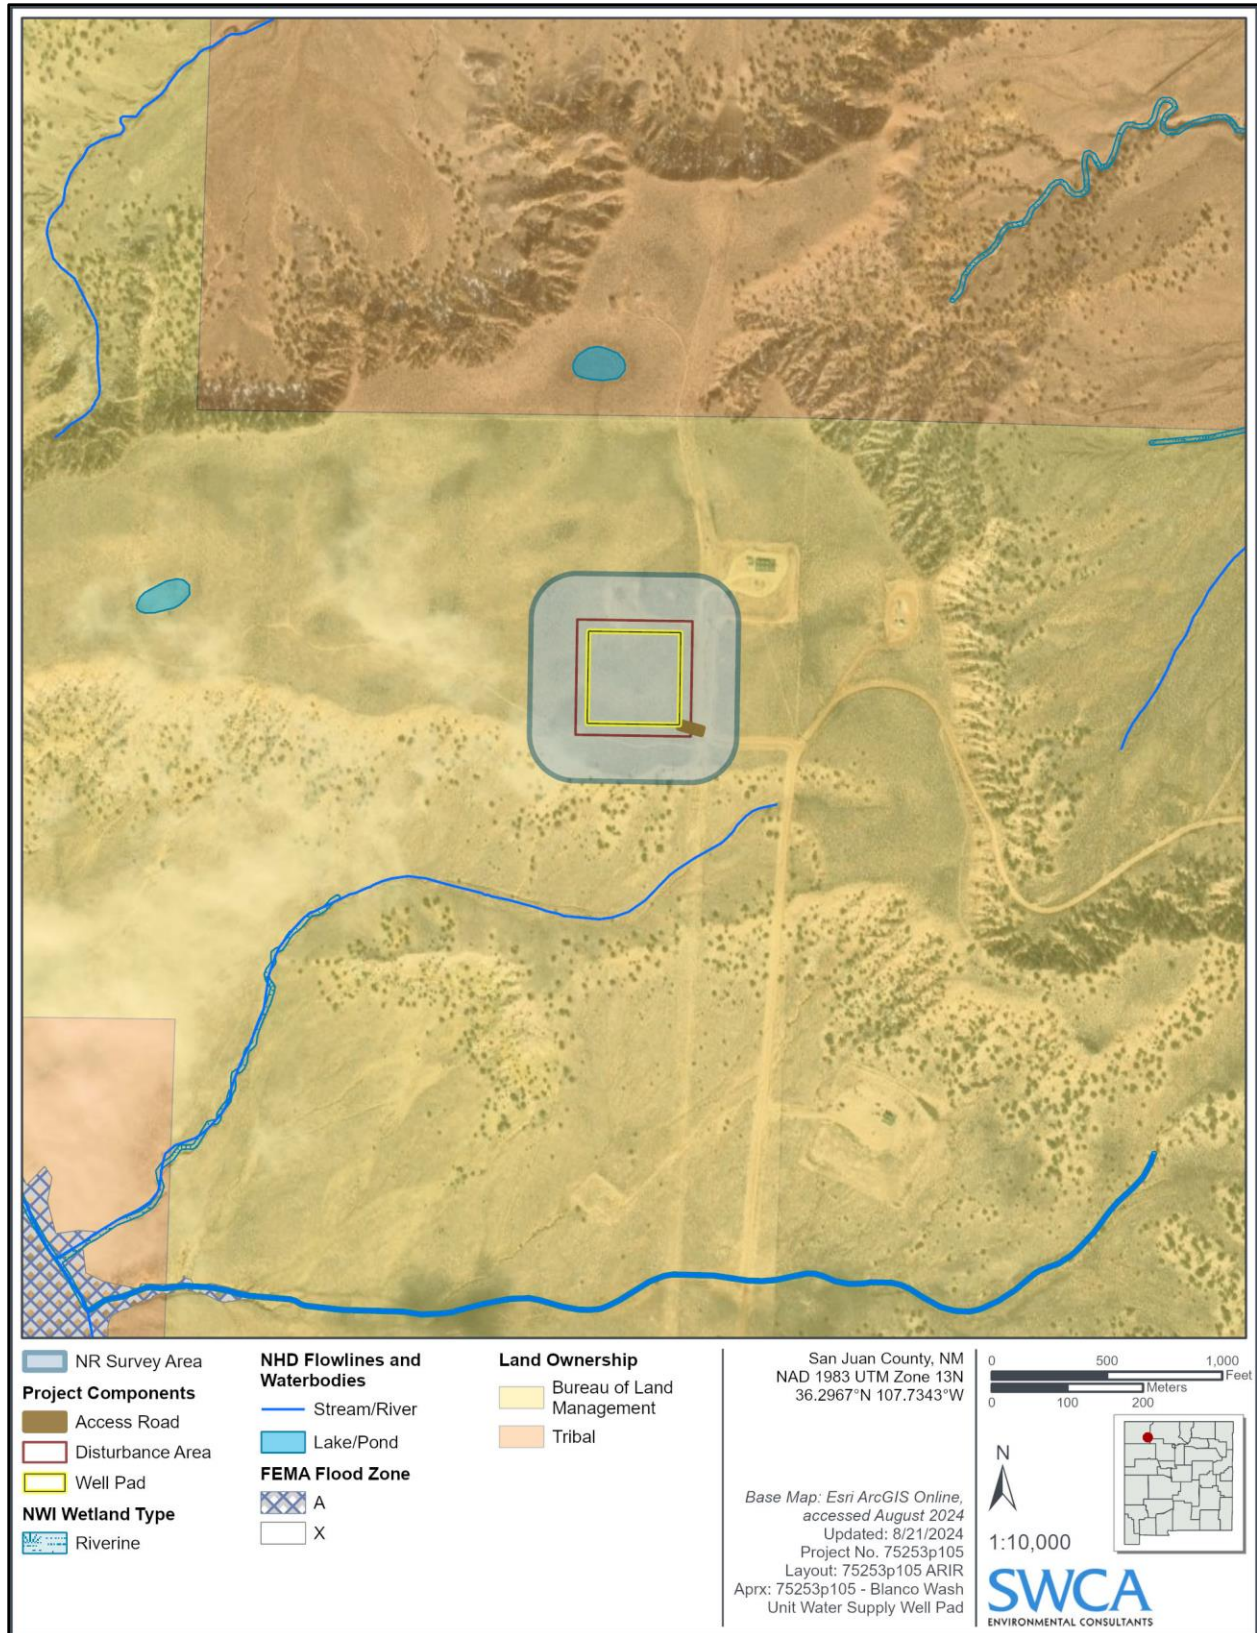 NR Survey Area
Project Components
Access Road
Disturbance Area
Well Pad
NWI Wetland Type
Riverine
NHD Flowlines and
Waterbodies
Stream/River
Lake/Pond
FEMA Flood Zone
A
X
Land Ownership
Bureau of Land
Management
Tribal
San Juan County, NM
NAD 1983 UTM Zone 13N
36.2967°N 107.7343°W
Base Map: Esri ArcGIS Online,
accessed August 2024
Updated: 8/21/2024
Project No. 75253p105
Layout: 75253p105 ARIR
Aprx: 75253p105 - Blanco Wash
Unit Water Supply Well Pad
0 500 1,000
Feet
Meters
0 100 200
N
1:10,000
SWCA
ENVIRONMENTAL CONSULTANTS